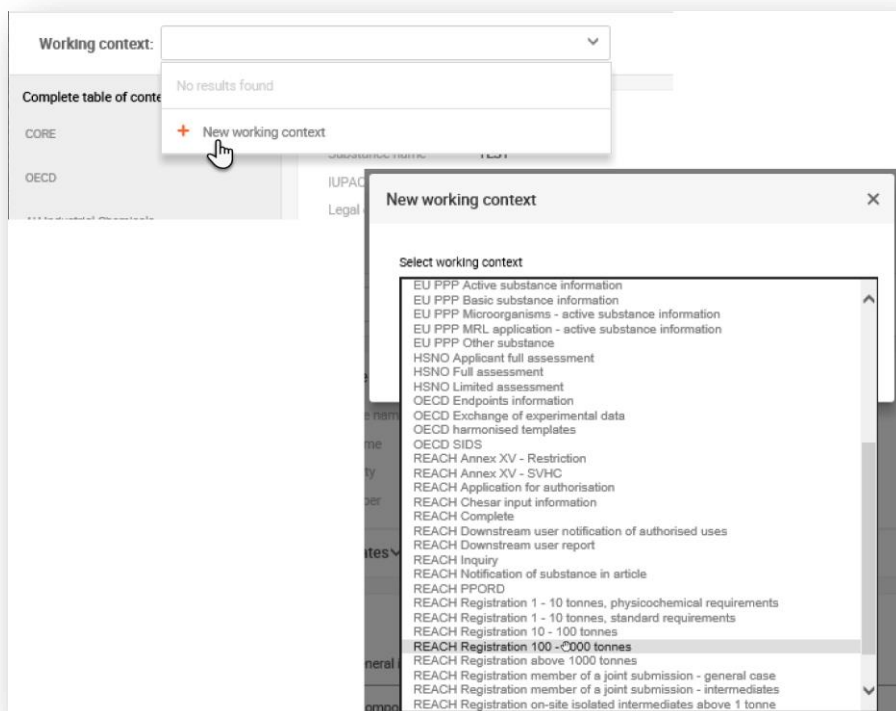 Working context:
No results found
Complete table of conte
+ New working context
CORE
Substance name TEST
OECD
IUPAC
Legal
New working context
Select working context
EU PPP Active substance information
EU PPP Basic substance information
EU PPP Microorganisms - active substance information
EU PPP MRL application - active substance information
EU PPP Other substance
HSNO Applicant full assessment
HSNO Full assessment
HSNO Limited assessment
OECD Endpoints information
OECD Exchange of experimental data
OECD harmonised templates
OECD SIDS
REACH Annex XV - Restriction
REACH Annex XV - SVHC
REACH Application for authorisation
REACH Chesar input information
REACH Complete
REACH Downstream user notification of authorised uses
REACH Downstream user report
REACH Inquiry
REACH Notification of substance in article
REACH PPORD
REACH Registration 1 - 10 tonnes, physicochemical requirements
REACH Registration 1 - 10 tonnes, standard requirements
REACH Registration 10 - 100 tonnes
REACH Registration 100 - 000 tonnes
REACH Registration above 1000 tonnes
REACH Registration member of a joint submission - general case
REACH Registration member of a joint submission - intermediates
REACH Registration on-site isolated intermediates above 1 tonne